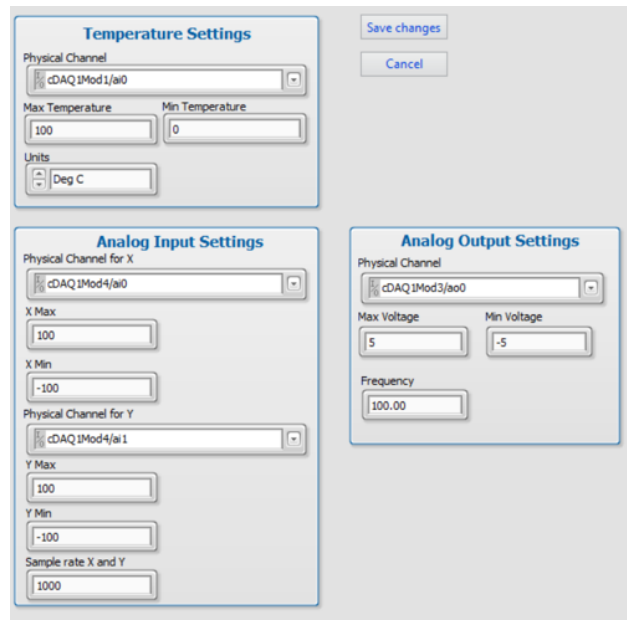 Temperature Settings
Physical Channel
cDAQ1Mod1/ai0
Max Temperature Min Temperature
100 0
Units
Deg C
Save changes
Cancel
Analog Input Settings
Physical Channel for X
cDAQ1Mod4/ai0
X Max
100
X Min
-100
Physical Channel for Y
cDAQ1Mod4/ai1
Y Max
100
Y Min
-100
Sample rate X and Y
1000
Analog Output Settings
Physical Channel
cDAQ1Mod3/ao0
Max Voltage Min Voltage
5 -5
Frequency
100.00